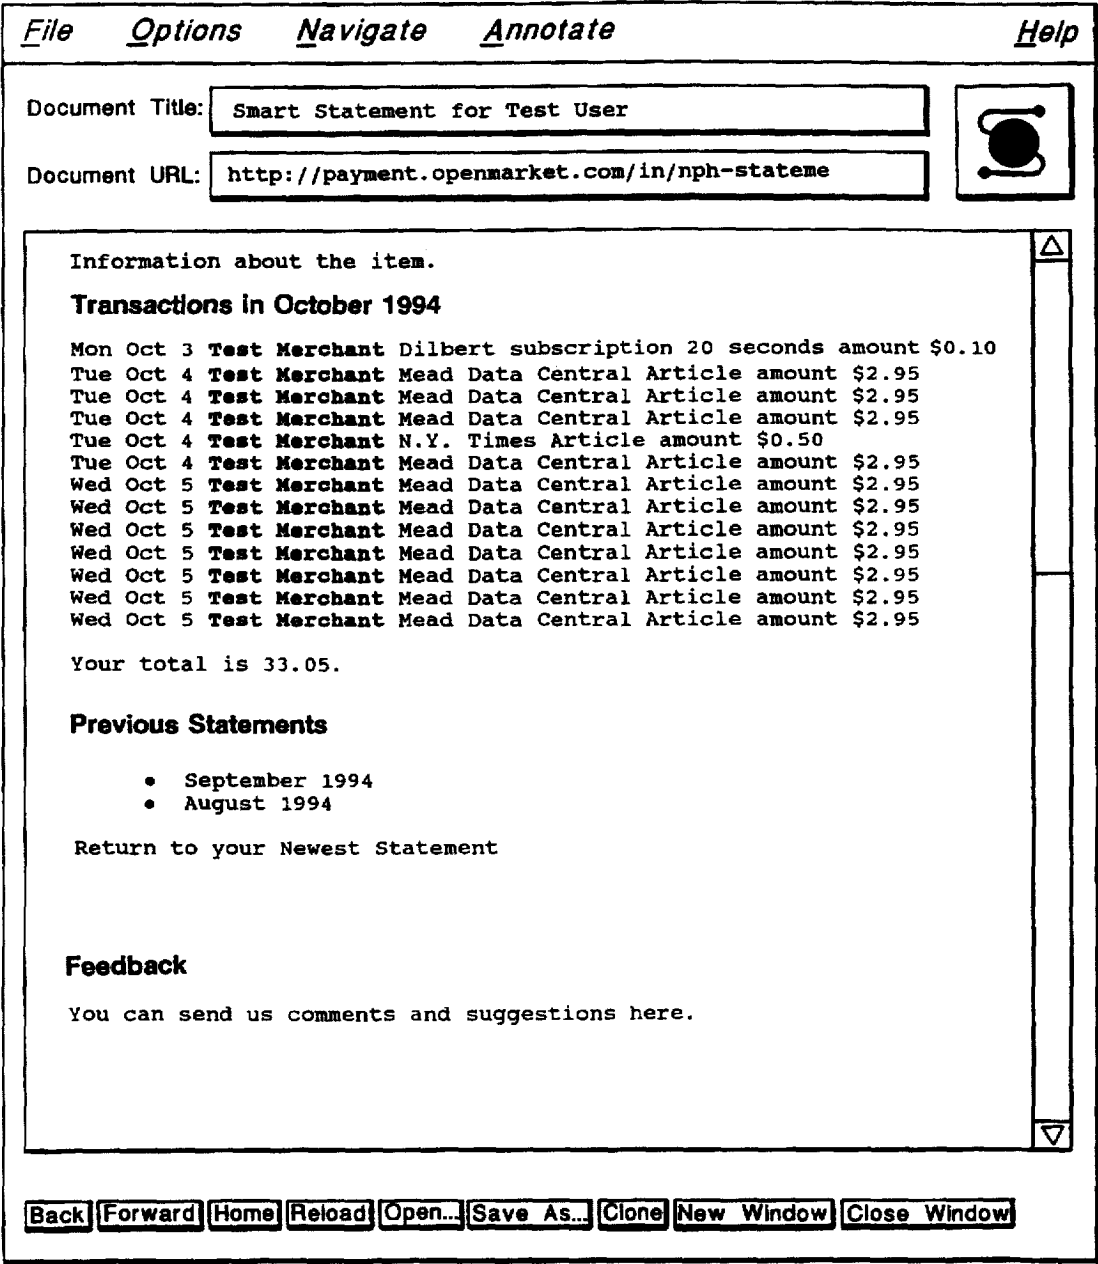 File Options Navigate Annotate Help
Document Title: Smart Statement for Test User
Document URL: http://payment.openmarket.com/in/nph-stateme
Information about the item.
Transactions in October 1994
Mon Oct 3 Test Merchant Dilbert subscription 20 seconds amount $0.10
Tue Oct 4 Test Merchant Mead Data Central Article amount $2.95
Tue Oct 4 Test Merchant Mead Data Central Article amount $2.95
Tue Oct 4 Test Merchant Mead Data Central Article amount $2.95
Tue Oct 4 Test Merchant N.Y. Times Article amount $0.50
Tue Oct 4 Test Merchant Mead Data Central Article amount $2.95
Wed Oct 5 Test Merchant Mead Data Central Article amount $2.95
Wed Oct 5 Test Merchant Mead Data Central Article amount $2.95
Wed Oct 5 Test Merchant Mead Data Central Article amount $2.95
Wed Oct 5 Test Merchant Mead Data Central Article amount $2.95
Wed Oct 5 Test Merchant Mead Data Central Article amount $2.95
Wed Oct 5 Test Merchant Mead Data Central Article amount $2.95
Wed Oct 5 Test Merchant Mead Data Central Article amount $2.95
Your total is 33.05.
Previous Statements
• September 1994
• August 1994
Return to your Newest Statement
Feedback
You can send us comments and suggestions here.
Back Forward Home Reload Open... Save As... Clone New Window Close Window